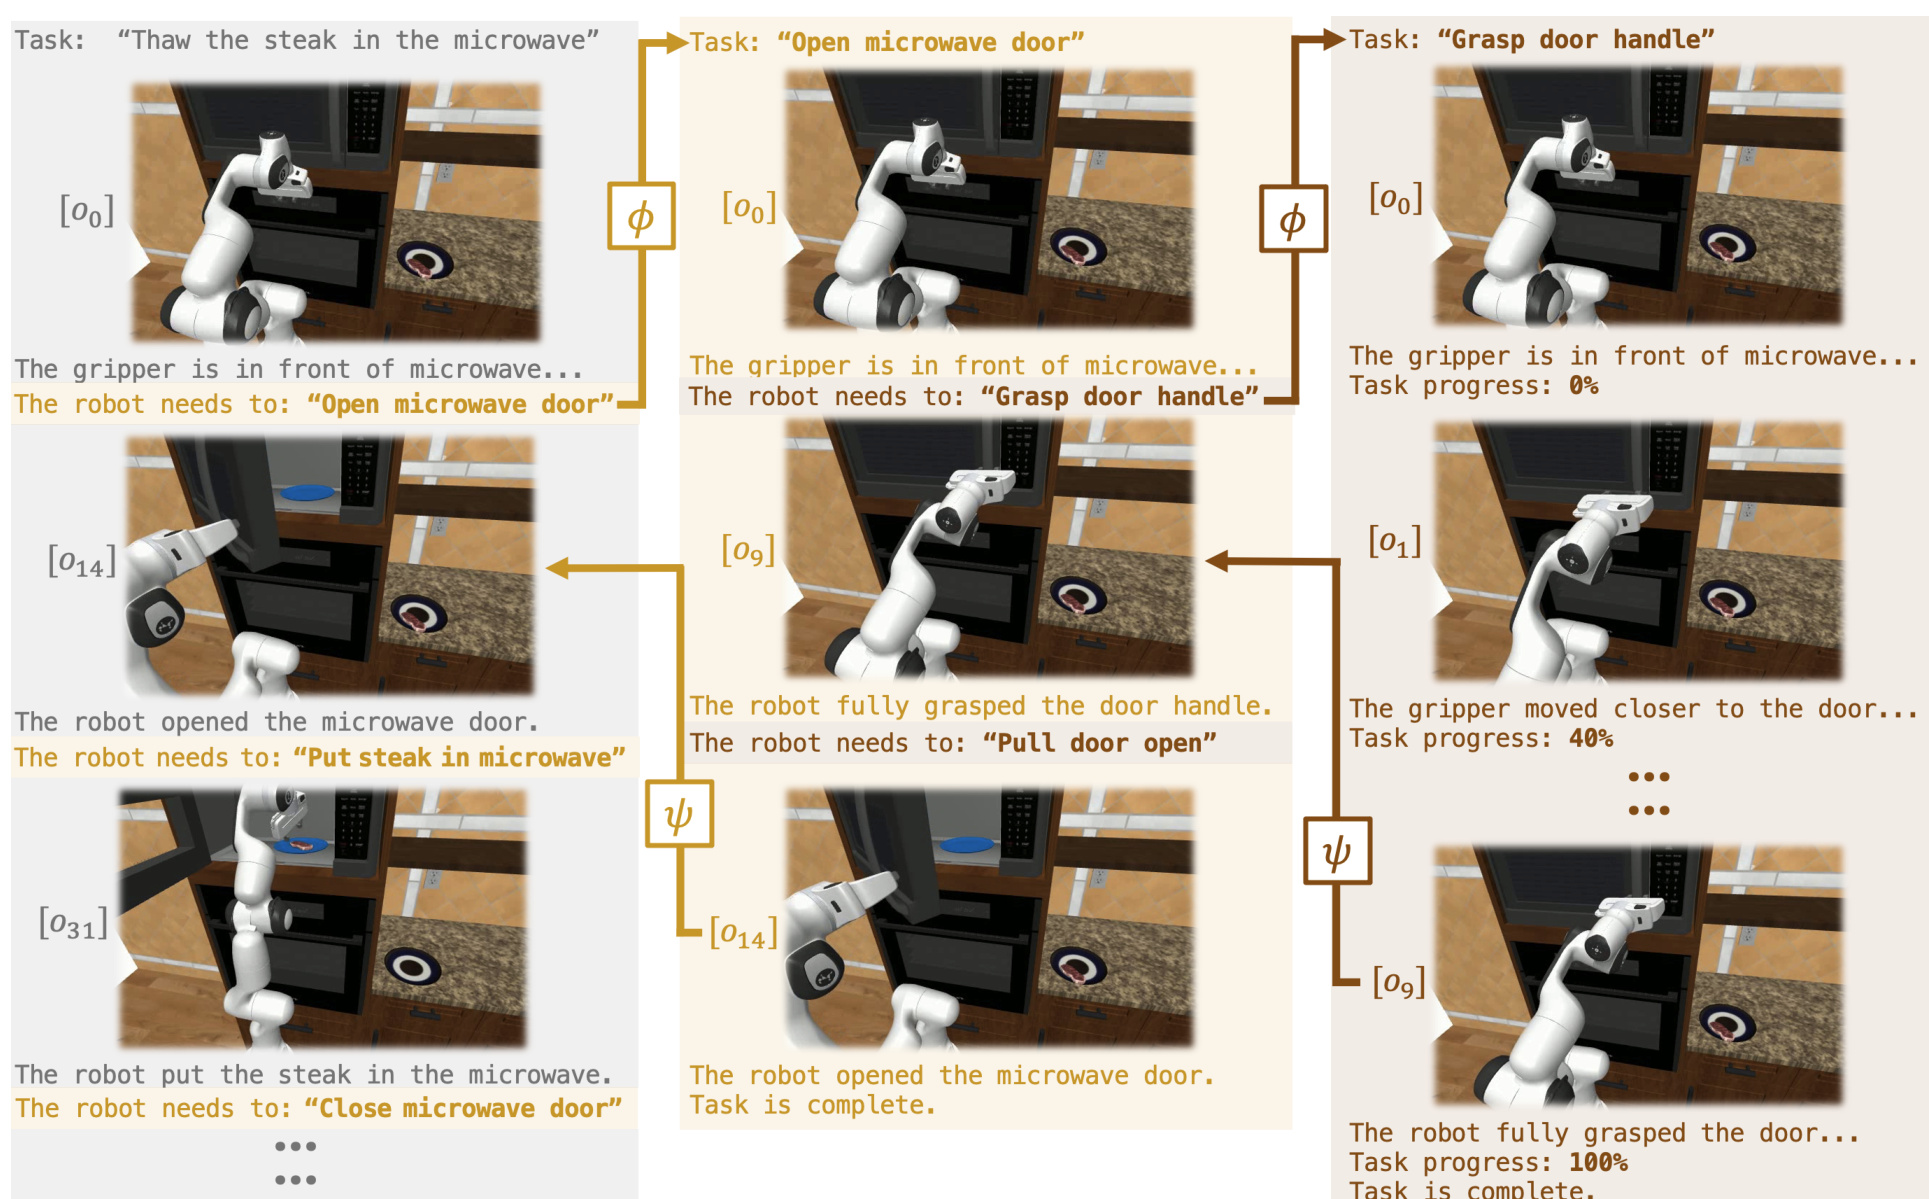 Task: “Thaw the steak in the microwave”
[o₀]
The gripper is in front of microwave...
The robot needs to: “Open microwave door”
[o₁₄]
The robot opened the microwave door.
The robot needs to: “Put steak in microwave”
[o₃₁]
The robot put the steak in the microwave.
The robot needs to: “Close microwave door”
...
...
ϕ
ψ
Task: “Open microwave door”
[o₀]
The gripper is in front of microwave...
The robot needs to: “Grasp door handle”
[o₉]
The robot fully grasped the door handle.
The robot needs to: “Pull door open”
[o₁₄]
The robot opened the microwave door.
Task is complete.
ϕ
ψ
Task: “Grasp door handle”
[o₀]
The gripper is in front of microwave...
Task progress: 0%
[o₁]
The gripper moved closer to the door...
Task progress: 40%
...
...
[o₉]
The robot fully grasped the door...
Task progress: 100%
Task is complete.